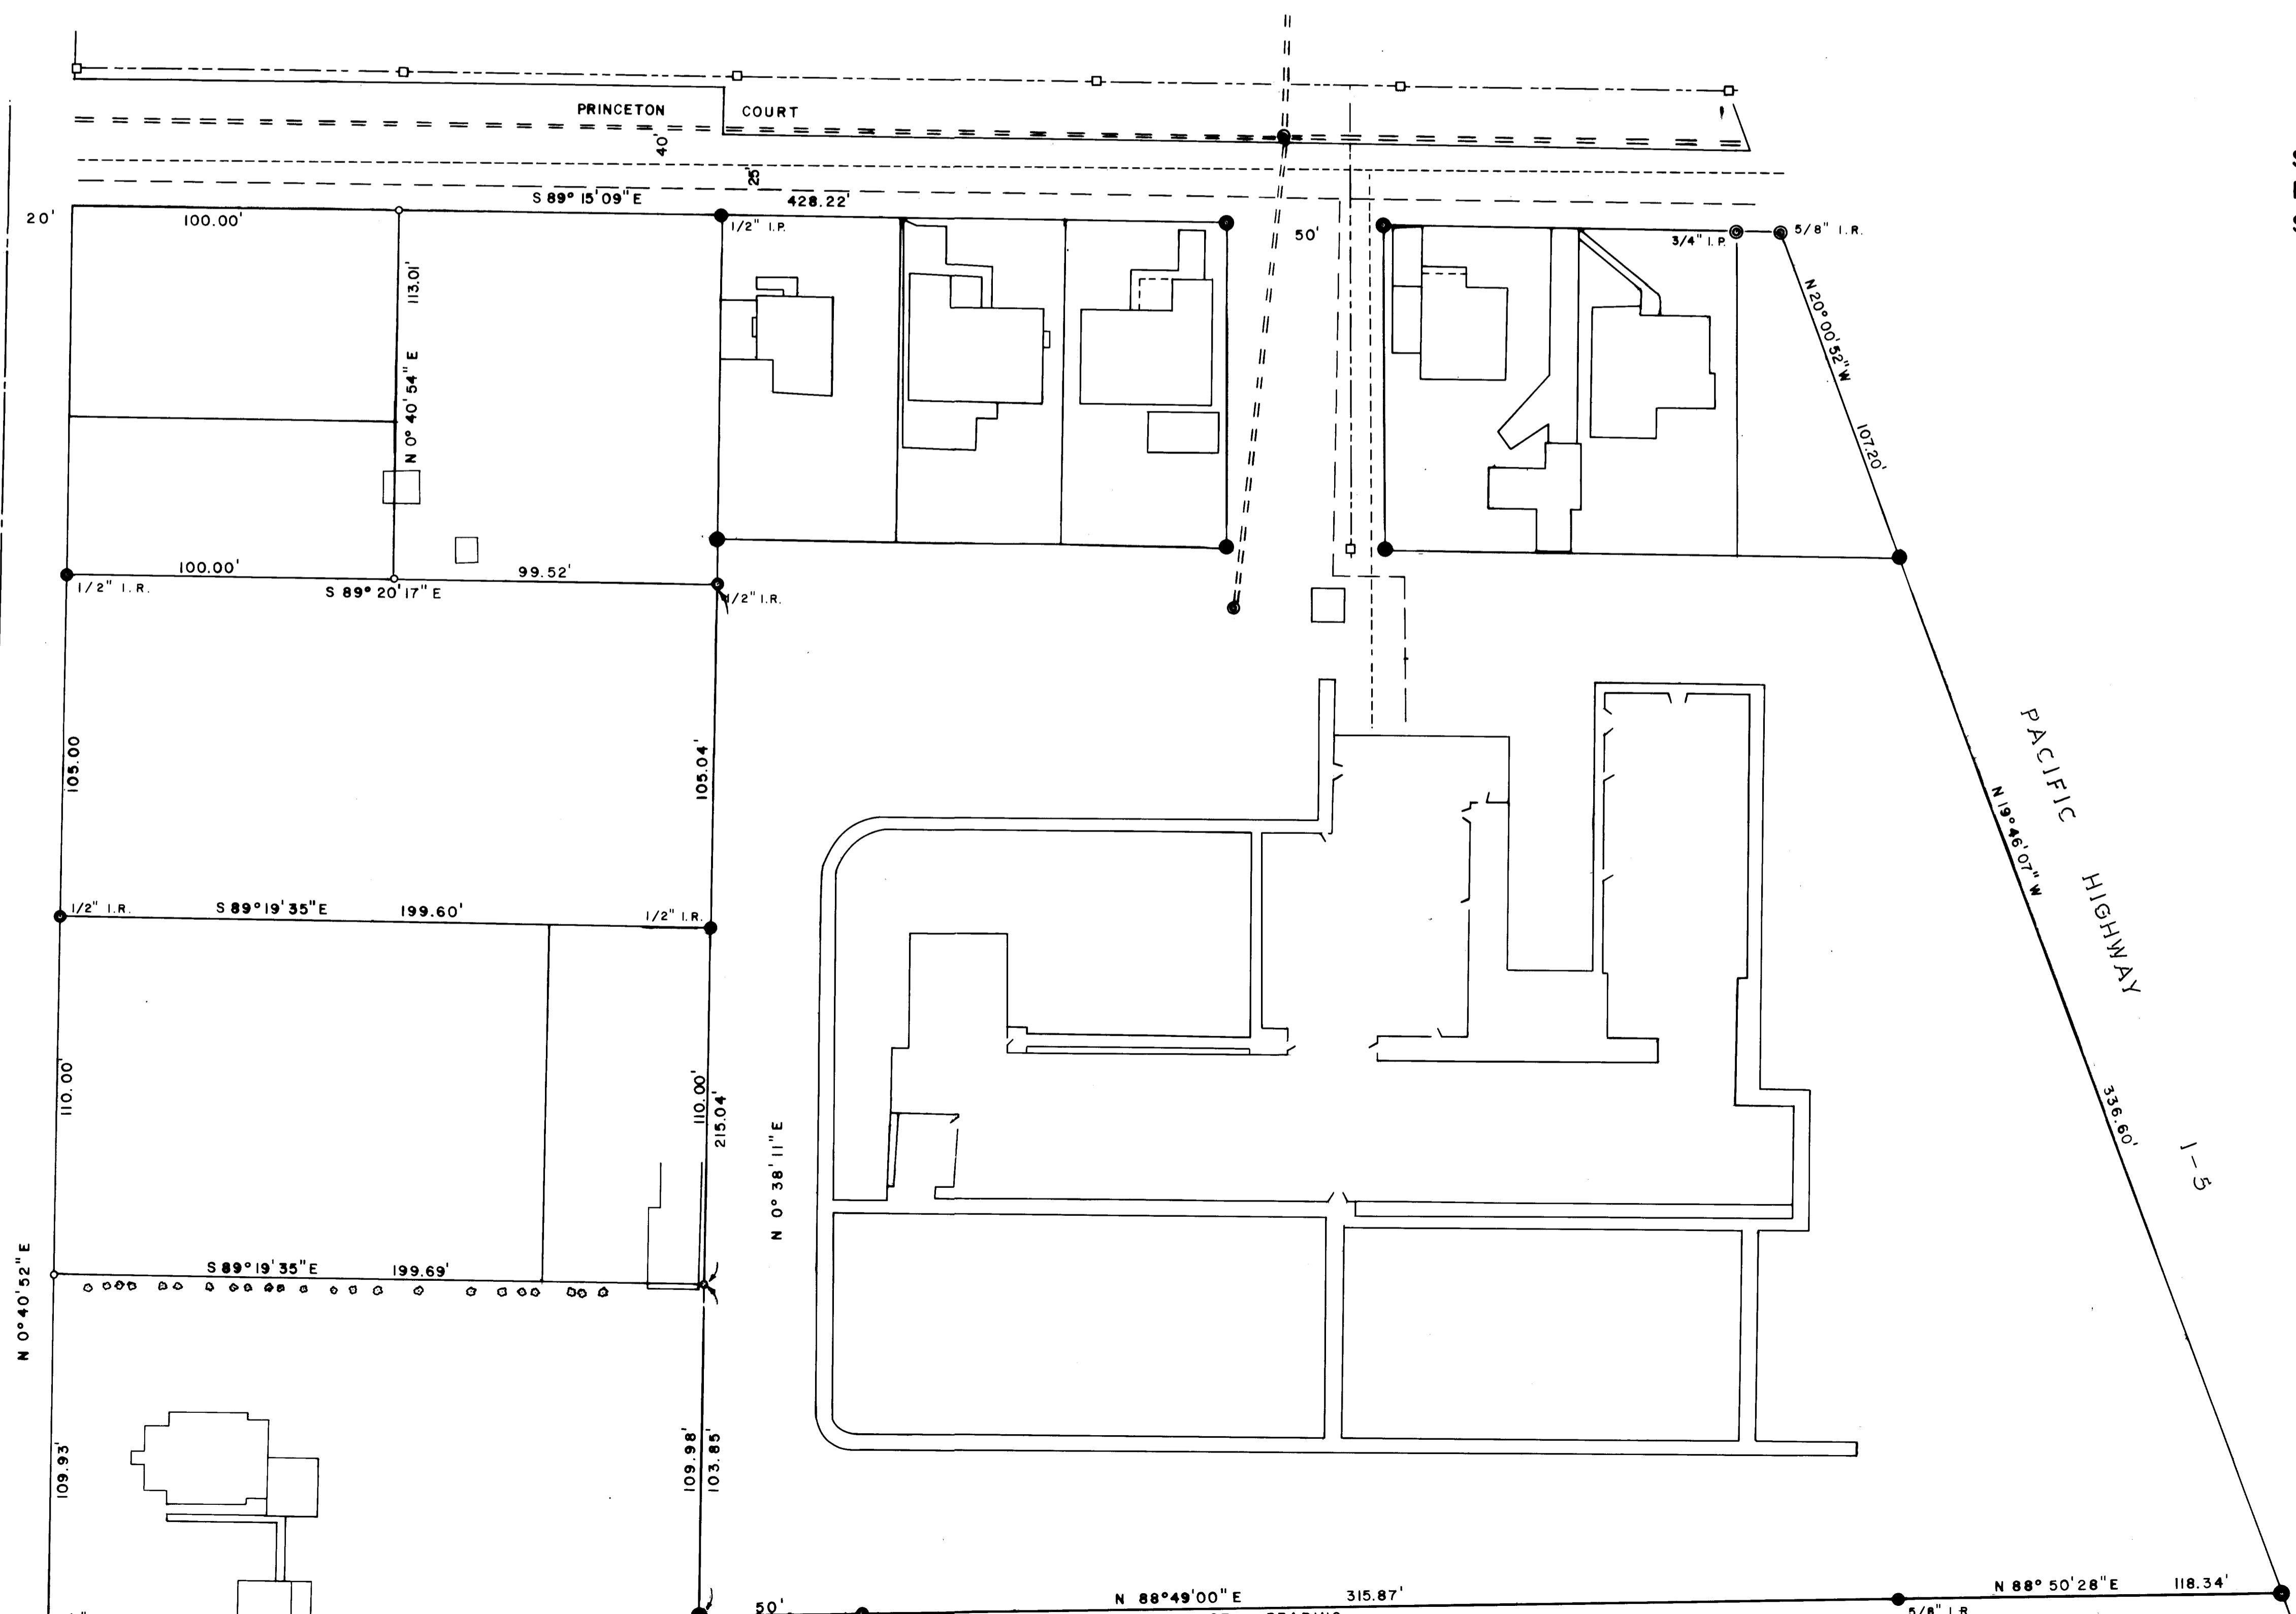 PRINCETON COURT
40'
25'
20'
100.00'
S 89° 15' 09" E
428.22'
1/2" I.P.
50'
3/4" I.P.
5/8" I.R.
113.01'
N 0° 40' 54" E
N 20° 00' 52" W
107.20'
100.00'
99.52'
1/2" I.R.
S 89° 20' 17" E
1/2" I.R.
105.00
105.04'
PACIFIC HIGHWAY
I-5
N 19° 46' 07" W
336.60'
1/2" I.R.
S 89° 19' 35" E
199.60'
1/2" I.R.
110.00'
110.00'
215.04'
N 0° 38' 11" E
N 0° 40' 52" E
S 89° 19' 35" E
199.69'
109.93'
109.98'
103.85'
50'
N 88° 49' 00" E
315.87'
N 88° 50' 28" E
118.34'
5/8" I.R.